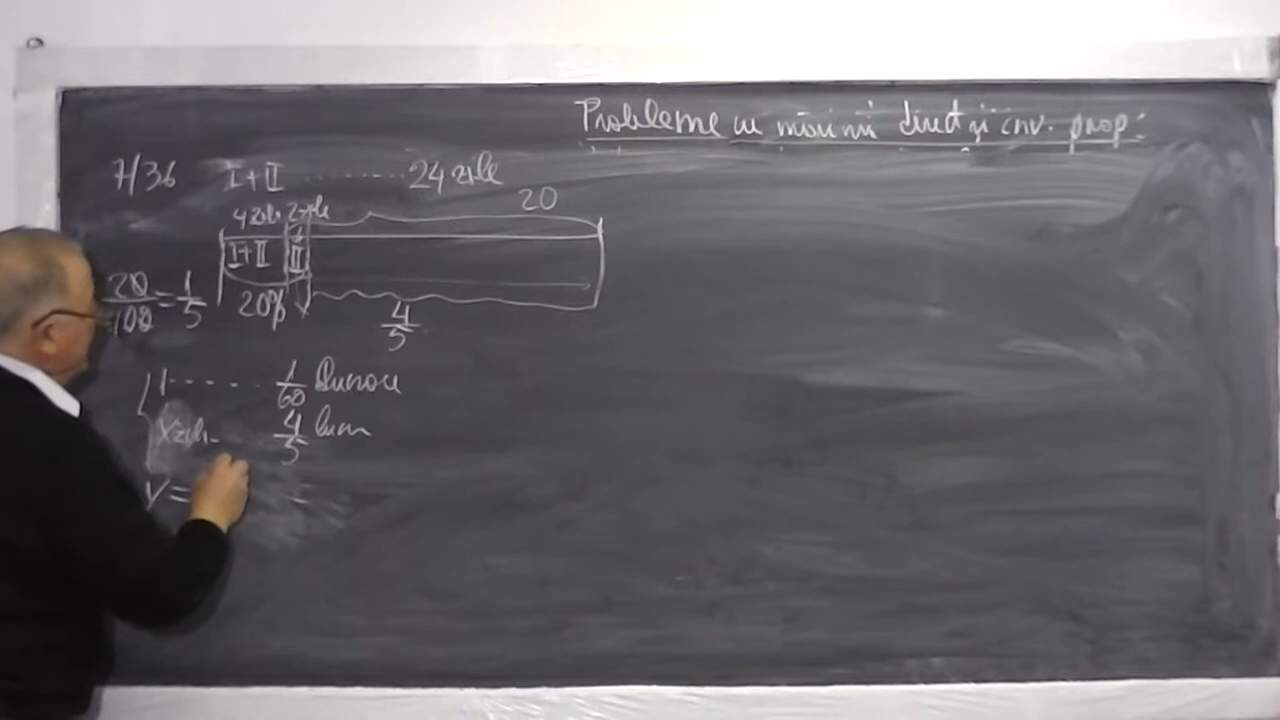 Probleme cu mărimi direct și inv. prop:
7/36 I+II ........ 24 zile
4 zile 2 zile 20
I+II II
20/100 = 1/5 20% 4/5
1 ..... 1/60 lucrare
x zile 4/5 lucr
x = =